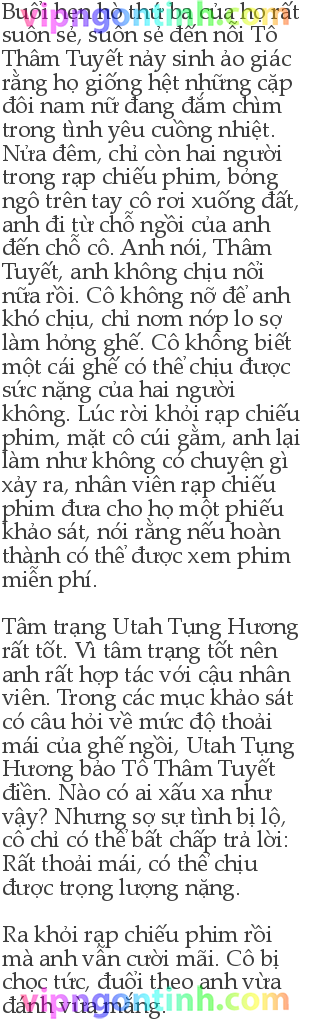 vipngontinh.com
Buổi hẹn hò thứ ba của họ rất
suôn sẻ, suôn sẻ đến nỗi Tô
Thâm Tuyết nảy sinh ảo giác
rằng họ giống hệt những cặp
đôi nam nữ đang đắm chìm
trong tình yêu cuồng nhiệt.
Nửa đêm, chỉ còn hai người
trong rạp chiếu phim, bỏng
ngô trên tay cô rơi xuống đất,
anh đi từ chỗ ngồi của anh
đến chỗ cô. Anh nói, Thâm
Tuyết, anh không chịu nổi
nữa rồi. Cô không nỡ để anh
khó chịu, chỉ nơm nớp lo sợ
làm hỏng ghế. Cô không biết
một cái ghế có thể chịu được
sức nặng của hai người
không. Lúc rời khỏi rạp chiếu
phim, mặt cô cúi gằm, anh lại
làm như không có chuyện gì
xảy ra, nhân viên rạp chiếu
phim đưa cho họ một phiếu
khảo sát, nói rằng nếu hoàn
thành có thể được xem phim
miễn phí.
Tâm trạng Utah Tụng Hương
rất tốt. Vì tâm trạng tốt nên
anh rất hợp tác với cậu nhân
viên. Trong các mục khảo sát
có câu hỏi về mức độ thoải
mái của ghế ngồi, Utah Tụng
Hương bảo Tô Thâm Tuyết
điền. Nào có ai xấu xa như
vậy? Nhưng sợ sự tình bị lộ,
cô chỉ có thể bất chấp trả lời:
Rất thoải mái, có thể chịu
được trọng lượng nặng.
Ra khỏi rạp chiếu phim rồi
mà anh vẫn cười mãi. Cô bị
chọc tức, đuổi theo anh vừa
đánh vừa mắng.
vipngontinh.com